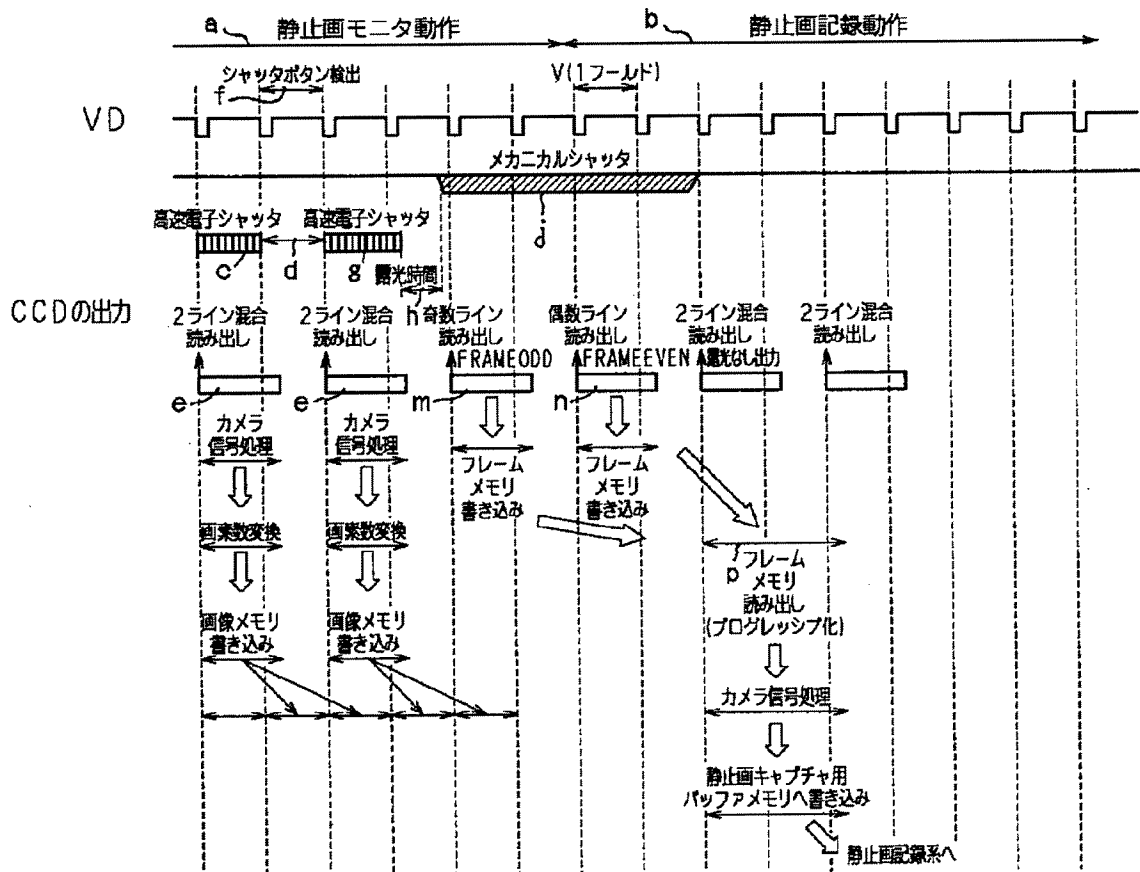 a 静止画モニタ動作 b 静止画記録動作
シャッタボタン検出 V(1フールド)
f
VD
メカニカルシャッタ
d
高速電子シャッタ 高速電子シャッタ
c d g 露光時間
h
CCDの出力
2ライン混合 2ライン混合 奇数ライン 偶数ライン 2ライン混合 2ライン混合
読み出し 読み出し 読み出し 読み出し 読み出し 読み出し
FRAMEODD FRAMEEVEN 露光なし出力
e e m n
カメラ カメラ
信号処理 信号処理
フレーム フレーム
メモリ メモリ
書き込み 書き込み
画素数変換 画素数変換
p フレーム
メモリ
読み出し
(プログレッシブ化)
画像メモリ 画像メモリ
書き込み 書き込み
カメラ信号処理
静止画キャプチャ用
バッファメモリへ書き込み
静止画記録系へ